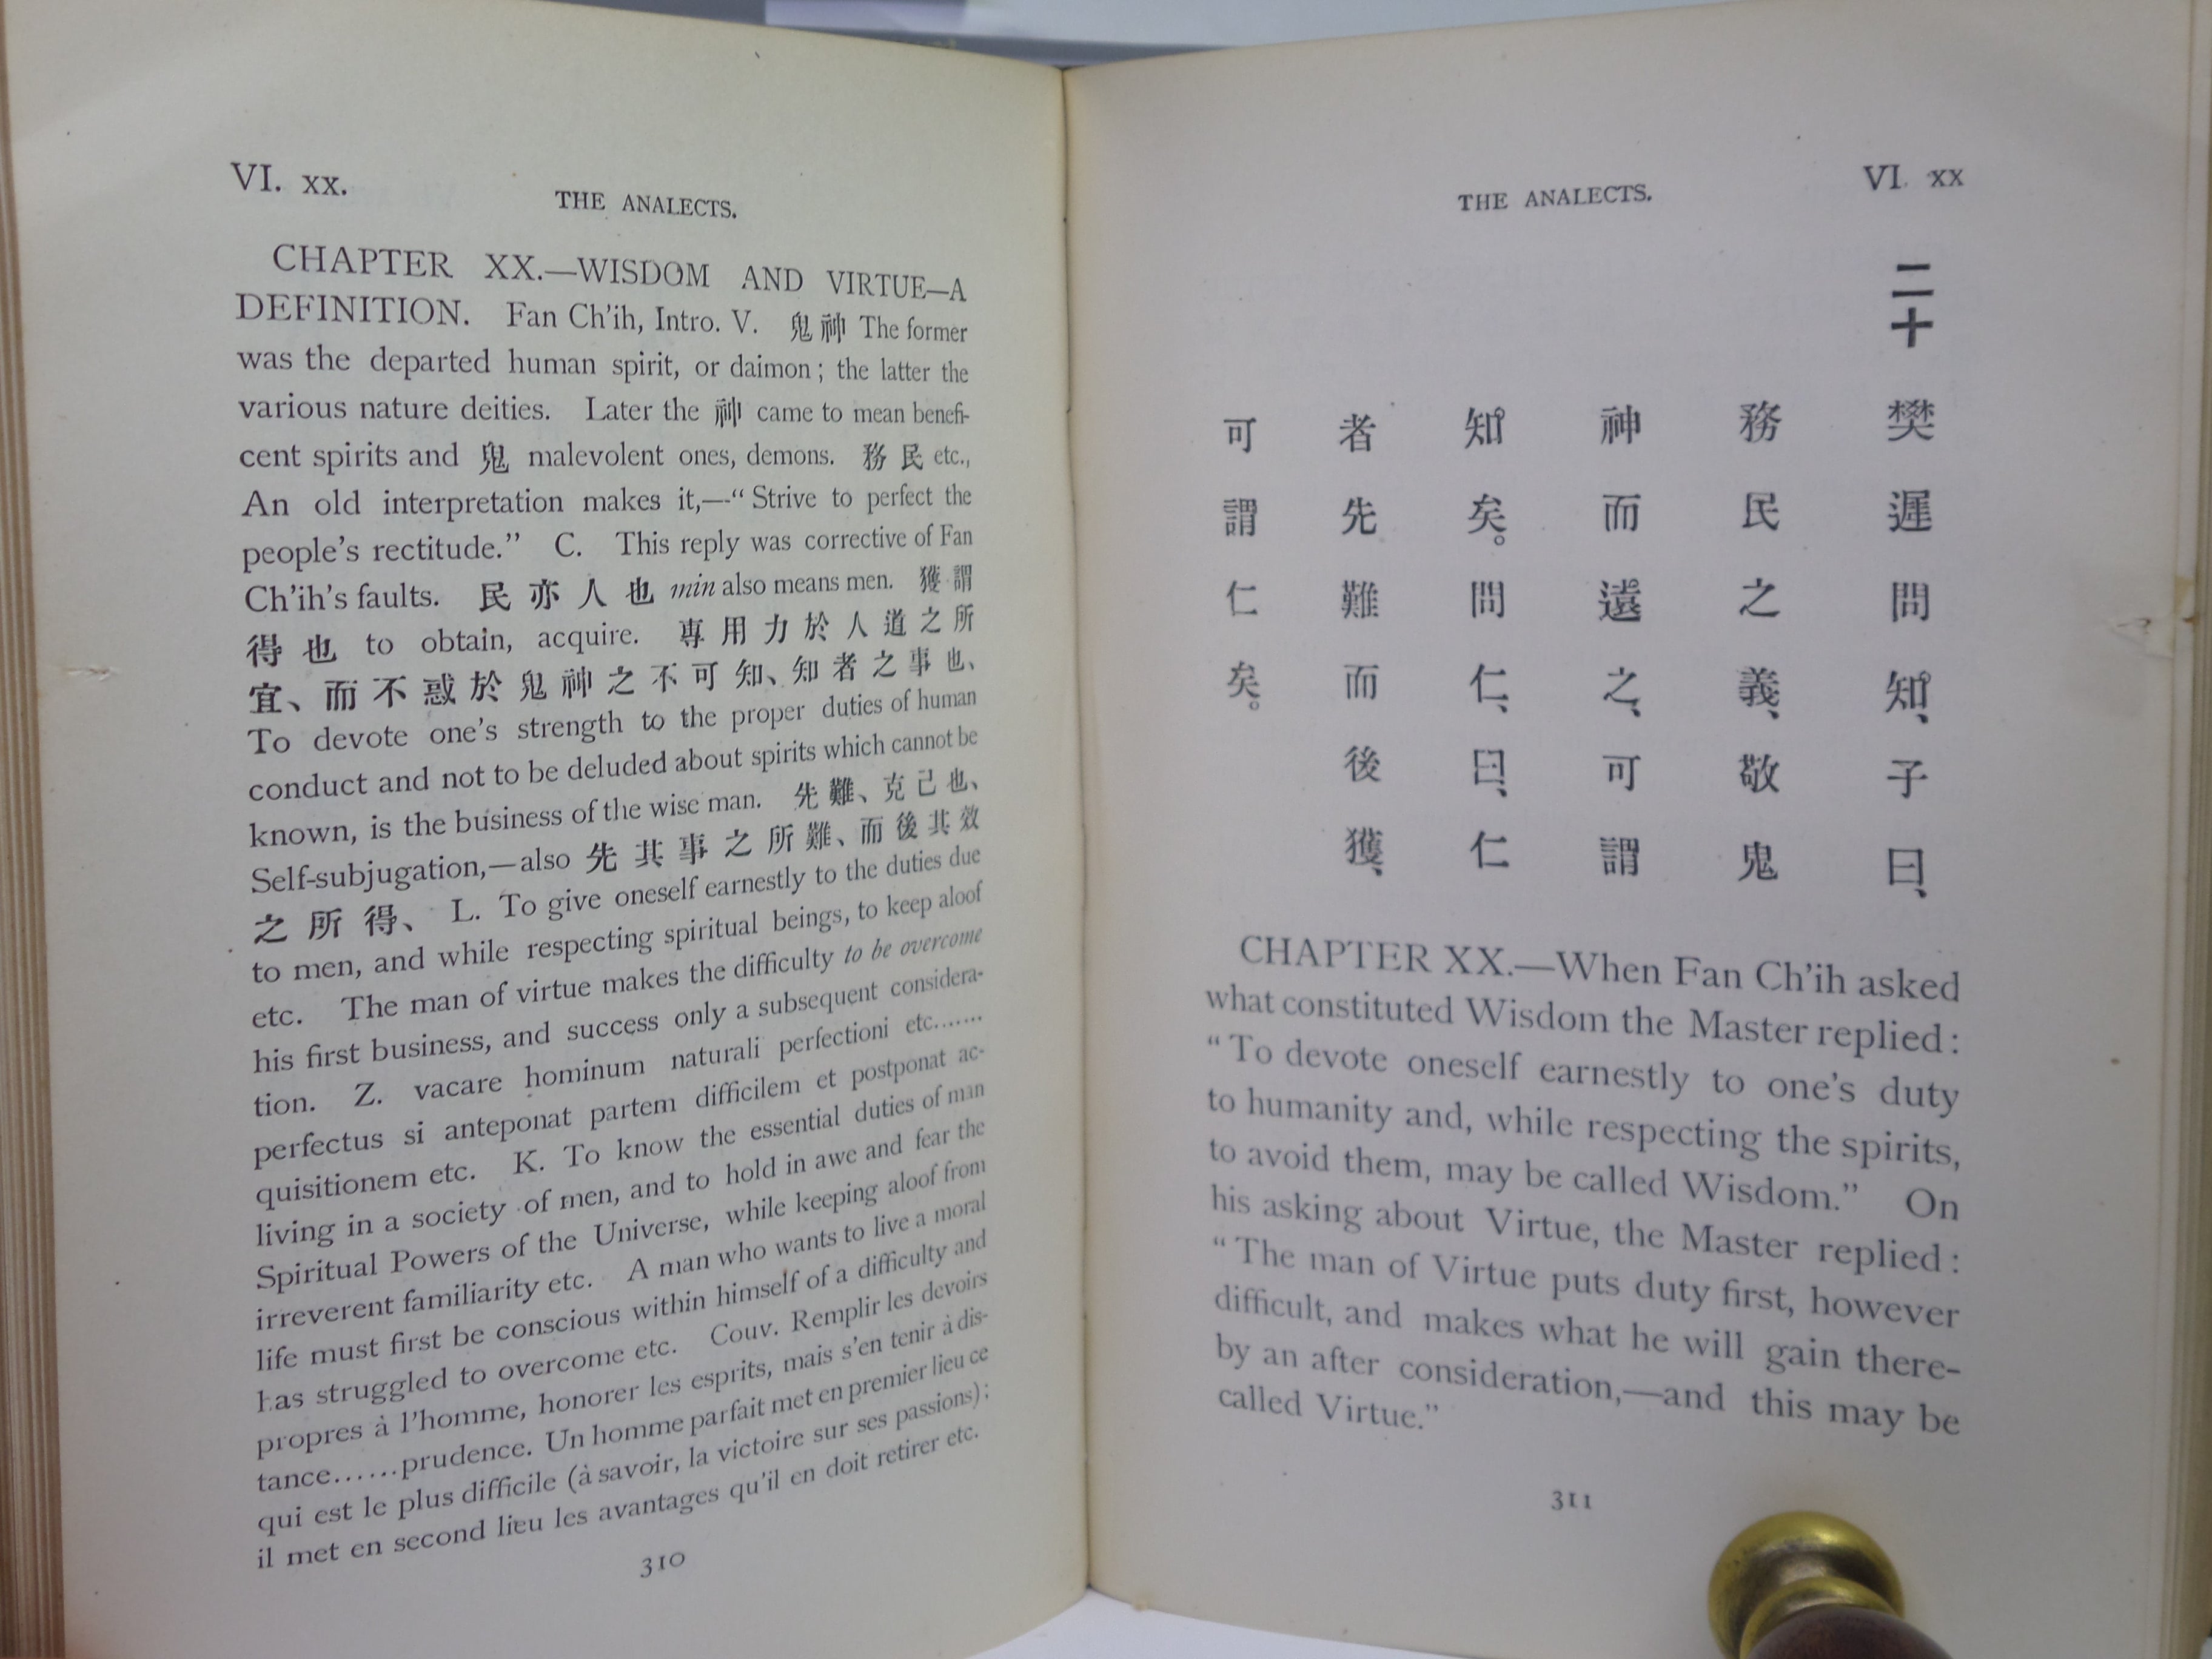 VI. xx.
THE ANALECTS.
CHAPTER XX.—WISDOM AND VIRTUE—A
DEFINITION. Fan Ch'ih, Intro. V. 鬼神 The former
was the departed human spirit, or daimon; the latter the
various nature deities. Later the 神 came to mean benefi-
cent spirits and 鬼 malevolent ones, demons. 務民 etc.,
An old interpretation makes it,—"Strive to perfect the
people's rectitude." C. This reply was corrective of Fan
Ch'ih's faults. 民亦人也 min also means men. 獲謂
得也 to obtain, acquire. 專用力於人道之所
宜、而不惑於鬼神之不可知、知者之事也、
To devote one's strength to the proper duties of human
conduct and not to be deluded about spirits which cannot be
known, is the business of the wise man. 先難、克己也、
Self-subjugation,—also 先其事之所難、而後其效
之所得、 L. To give oneself earnestly to the duties due
to men, and while respecting spiritual beings, to keep aloof
etc. The man of virtue makes the difficulty to be overcome
his first business, and success only a subsequent considera-
tion. Z. vacare hominum naturali perfectioni etc.......
perfectus si anteponat partem difficilem et postponat ac-
quisitionem etc. K. To know the essential duties of man
living in a society of men, and to hold in awe and fear the
Spiritual Powers of the Universe, while keeping aloof from
irreverent familiarity etc. A man who wants to live a moral
life must first be conscious within himself of a difficulty and
has struggled to overcome etc. Couv. Remplir les devoirs
propres à l'homme, honorer les esprits, mais s'en tenir à dis-
tance......prudence. Un homme parfait met en premier lieu ce
qui est le plus difficile (à savoir, la victoire sur ses passions);
il met en second lieu les avantages qu'il en doit retirer etc.
310
THE ANALECTS.
VI. xx
二十
樊遲問知、子曰、
務民之義、敬鬼
神而遠之、可謂
知矣。問仁、曰、仁
者先難而後獲、
可謂仁矣。
CHAPTER XX.—When Fan Ch'ih asked
what constituted Wisdom the Master replied:
"To devote oneself earnestly to one's duty
to humanity and, while respecting the spirits,
to avoid them, may be called Wisdom." On
his asking about Virtue, the Master replied:
"The man of Virtue puts duty first, however
difficult, and makes what he will gain there-
by an after consideration,—and this may be
called Virtue."
311